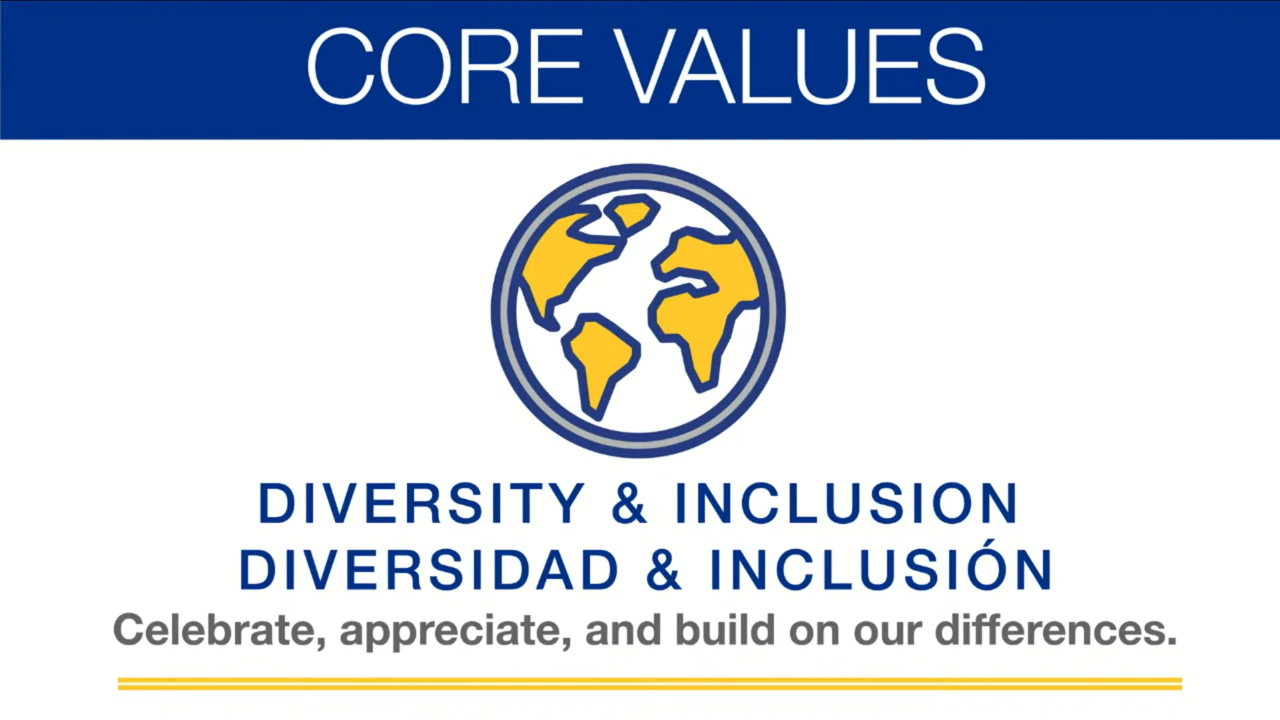 CORE VALUES
DIVERSITY & INCLUSION
DIVERSIDAD & INCLUSIÓN
Celebrate, appreciate, and build on our differences.